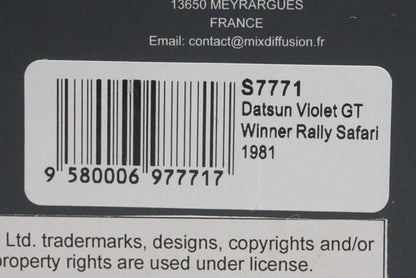 13650 MEYRARGUES
FRANCE
Email: contact@mixdiffusion.fr
S7771
Datsun Violet GT
Winner Rally Safari
1981
9 580006 977717
Ltd. tradermarks, designs, copyrights and/or
property rights are used under license.